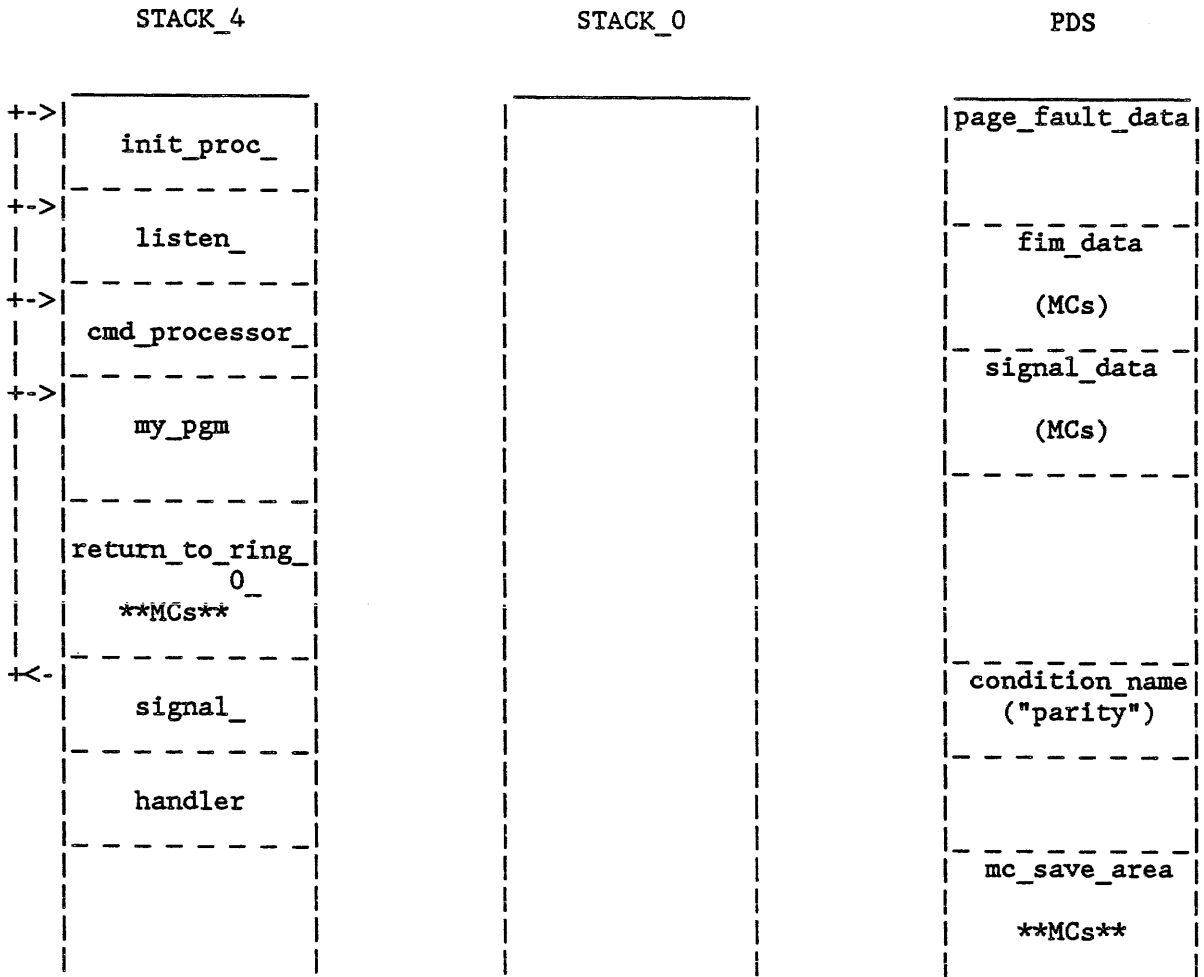 STACK_4 STACK_0 PDS
page_fault_data
init_proc_
listen_ fim_data
(MCs)
cmd_processor_
signal_data
my_pgm (MCs)
return_to_ring_
0_
**MCs**
condition_name
signal_ ("parity")
handler
mc_save_area
**MCs**